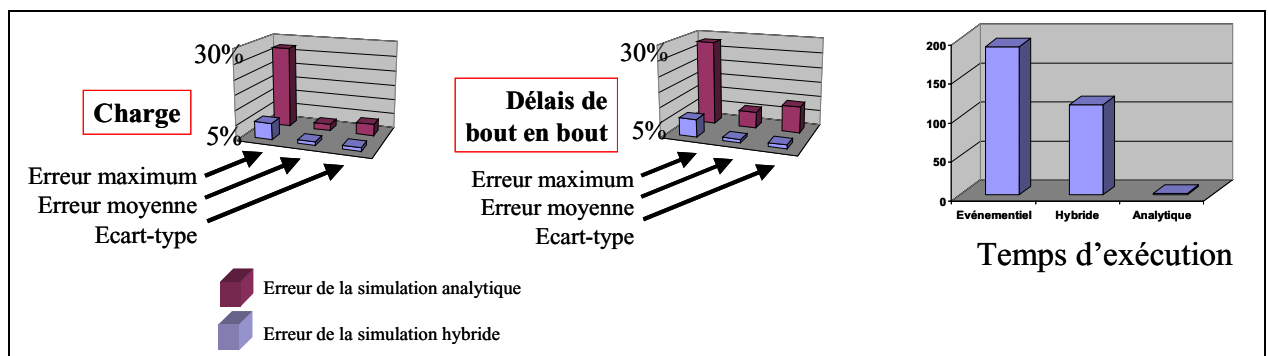 30%
Charge
5%
Erreur maximum
Erreur moyenne
Ecart-type
30%
Délais de
bout en bout
5%
Erreur maximum
Erreur moyenne
Ecart-type
200
150
100
50
0
Evénementiel
Hybride
Analytique
Temps d’exécution
Erreur de la simulation analytique
Erreur de la simulation hybride